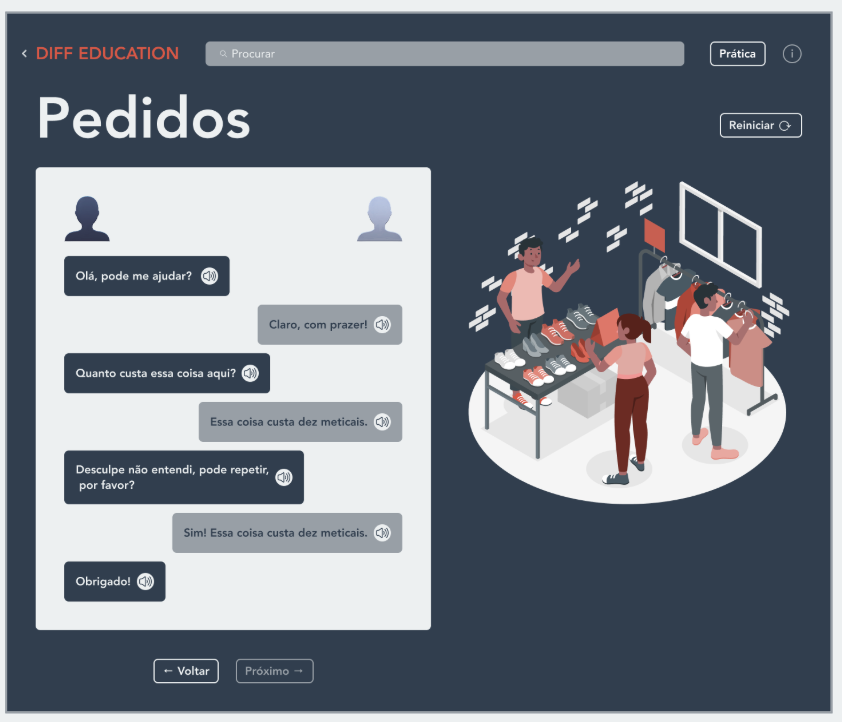 DIFF EDUCATION
Procurar
Prática
Pedidos
Reiniciar
Olá, pode me ajudar?
Claro, com prazer!
Quanto custa essa coisa aqui?
Essa coisa custa dez meticais.
Desculpe não entendi, pode repetir,
por favor?
Sim! Essa coisa custa dez meticais.
Obrigado!
← Voltar
Próximo →